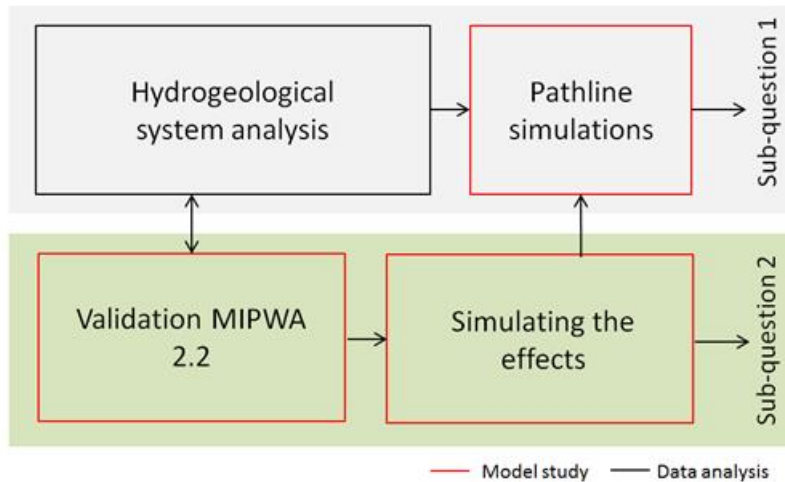 Hydrogeological
system analysis
Pathline
simulations
Sub-question 1
Validation MIPWA
2.2
Simulating the
effects
Sub-question 2
Model study
Data analysis